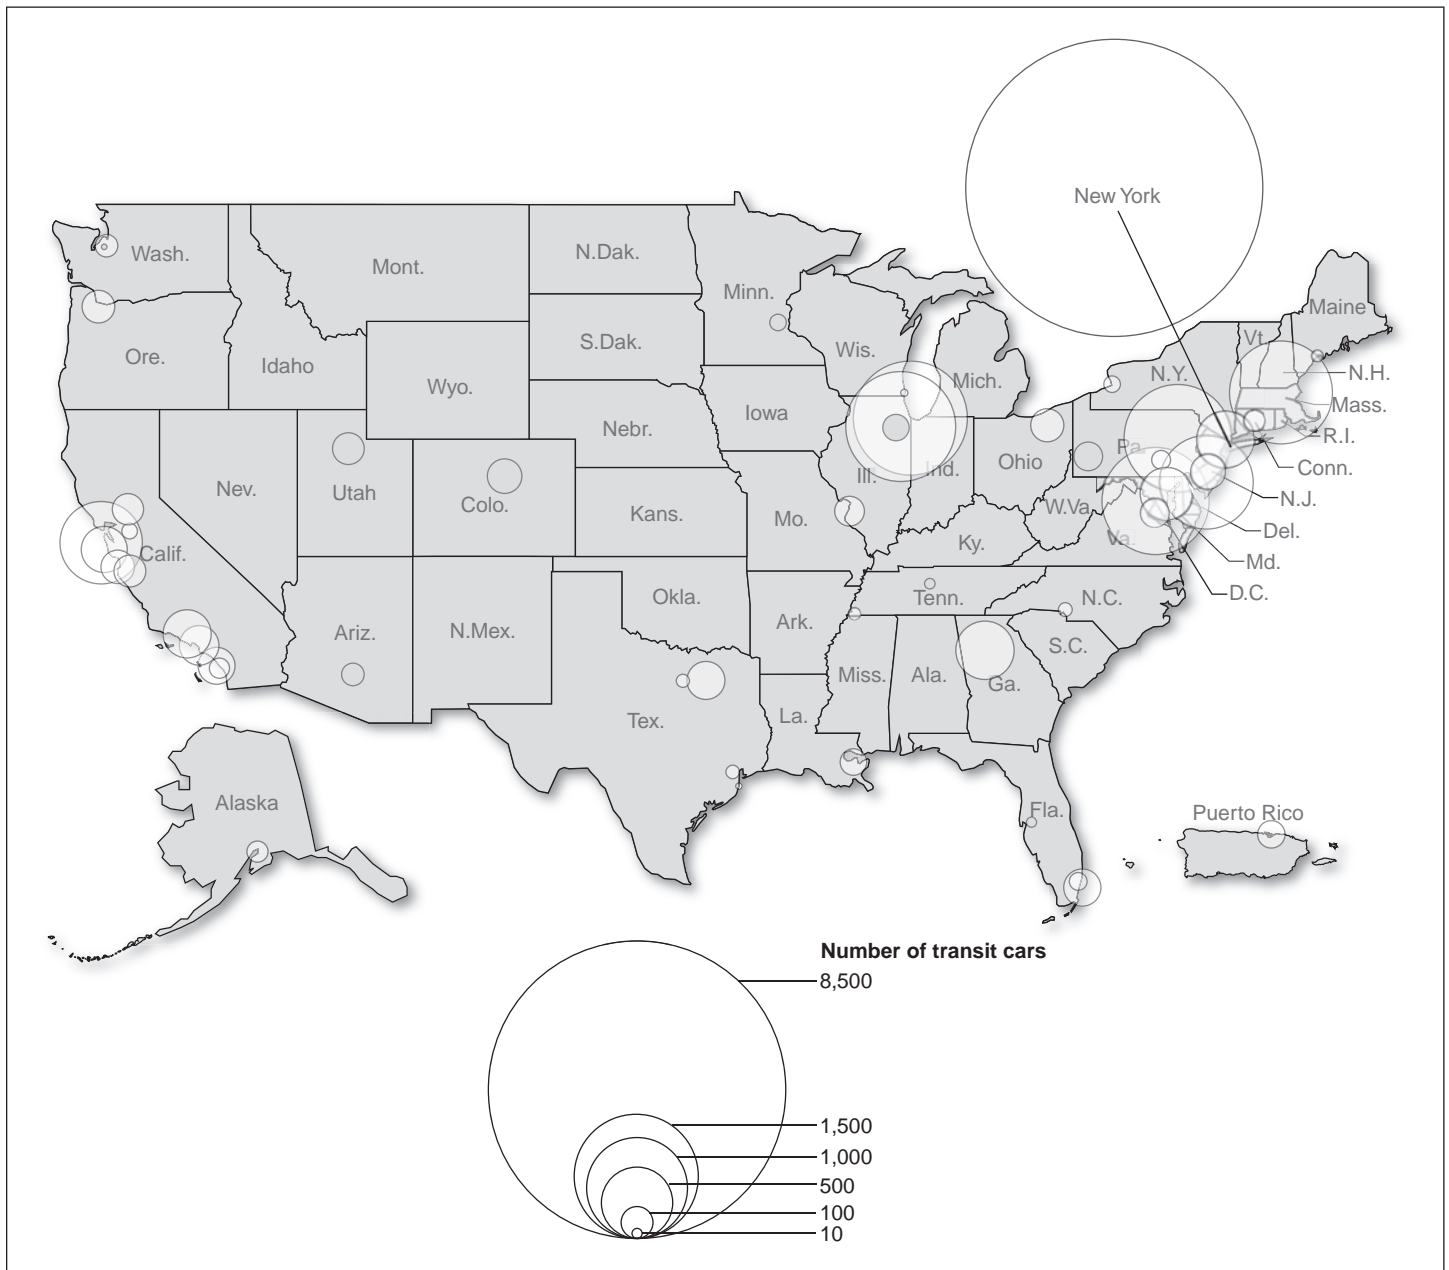 New York
Wash.
Mont.
N.Dak.
Minn.
Maine
Vt.
Ore.
Idaho
S.Dak.
Wis.
Mich.
N.Y.
N.H.
Wyo.
Mass.
Iowa
Nebr.
R.I.
Pa.
Conn.
Nev.
Utah
Colo.
Ill.
Ind.
Ohio
N.J.
Kans.
Mo.
W.Va.
Del.
Calif.
Ky.
Va.
Md.
D.C.
Okla.
Tenn.
N.C.
Ariz.
N.Mex.
Ark.
S.C.
Miss.
Ala.
Ga.
Tex.
La.
Alaska
Fla.
Puerto Rico
Number of transit cars
8,500
1,500
1,000
500
100
10